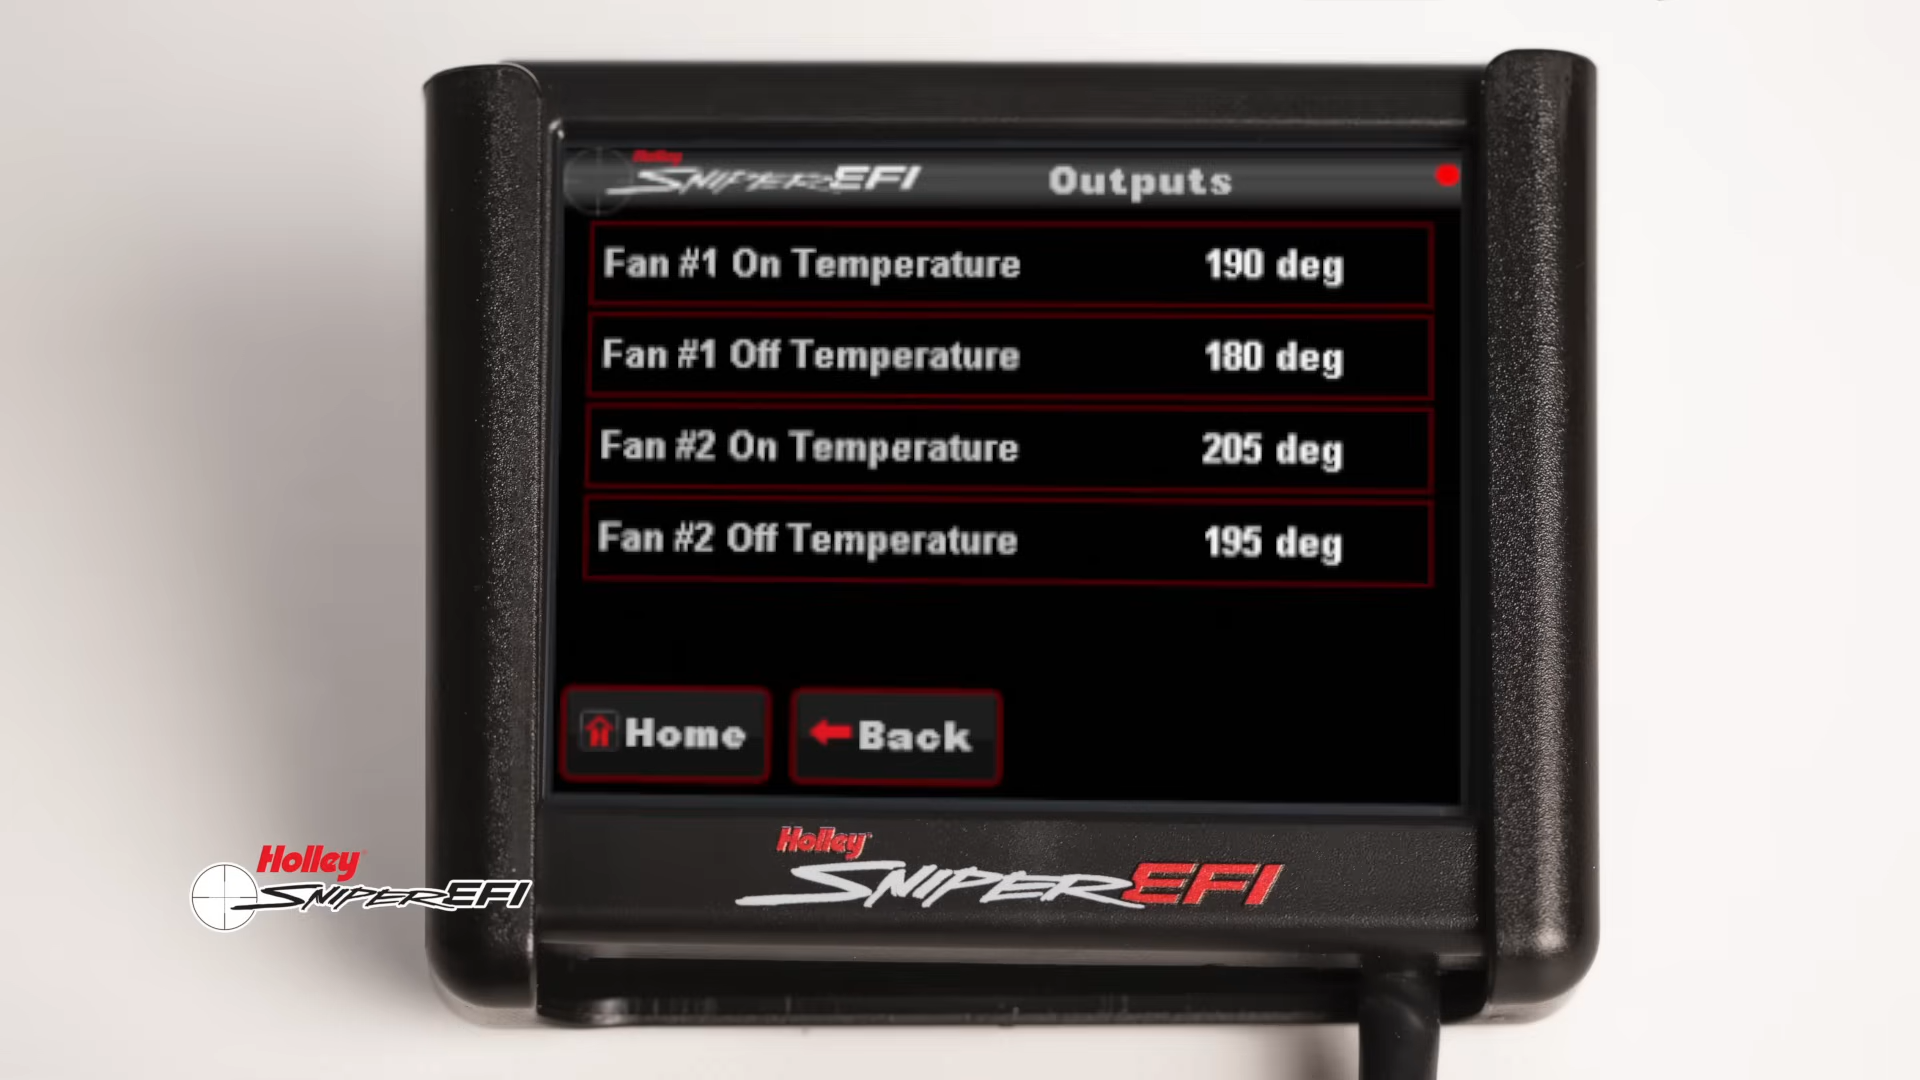 Holley
SNIPER EFI Outputs
Fan #1 On Temperature 190 deg
Fan #1 Off Temperature 180 deg
Fan #2 On Temperature 205 deg
Fan #2 Off Temperature 195 deg
Home Back
Holley
SNIPER EFI
Holley
SNIPER EFI